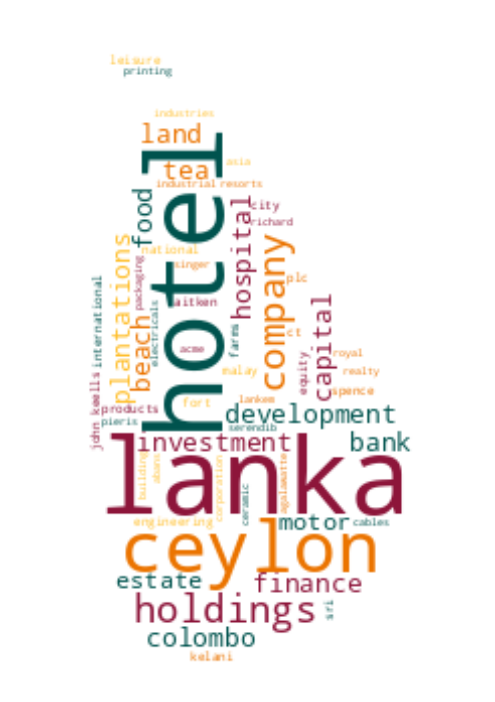 leisure
printing
industries
land
hotel
asia
tea
industrial
resorts
food
hospital
city
richard
plantations
national
company
singer
packaging
international
plc
aitken
capital
electricals
beach
farms
ct
acme
equity
royal
malay
realty
john keells
spence
products
fort
lankem
development
pieris
serendib
lanka
investment
bank
building
abans
corporation
agalawatte
ceramic
engineering
motor
cables
ceylon
estate
finance
holdings
sri
colombo
kelani